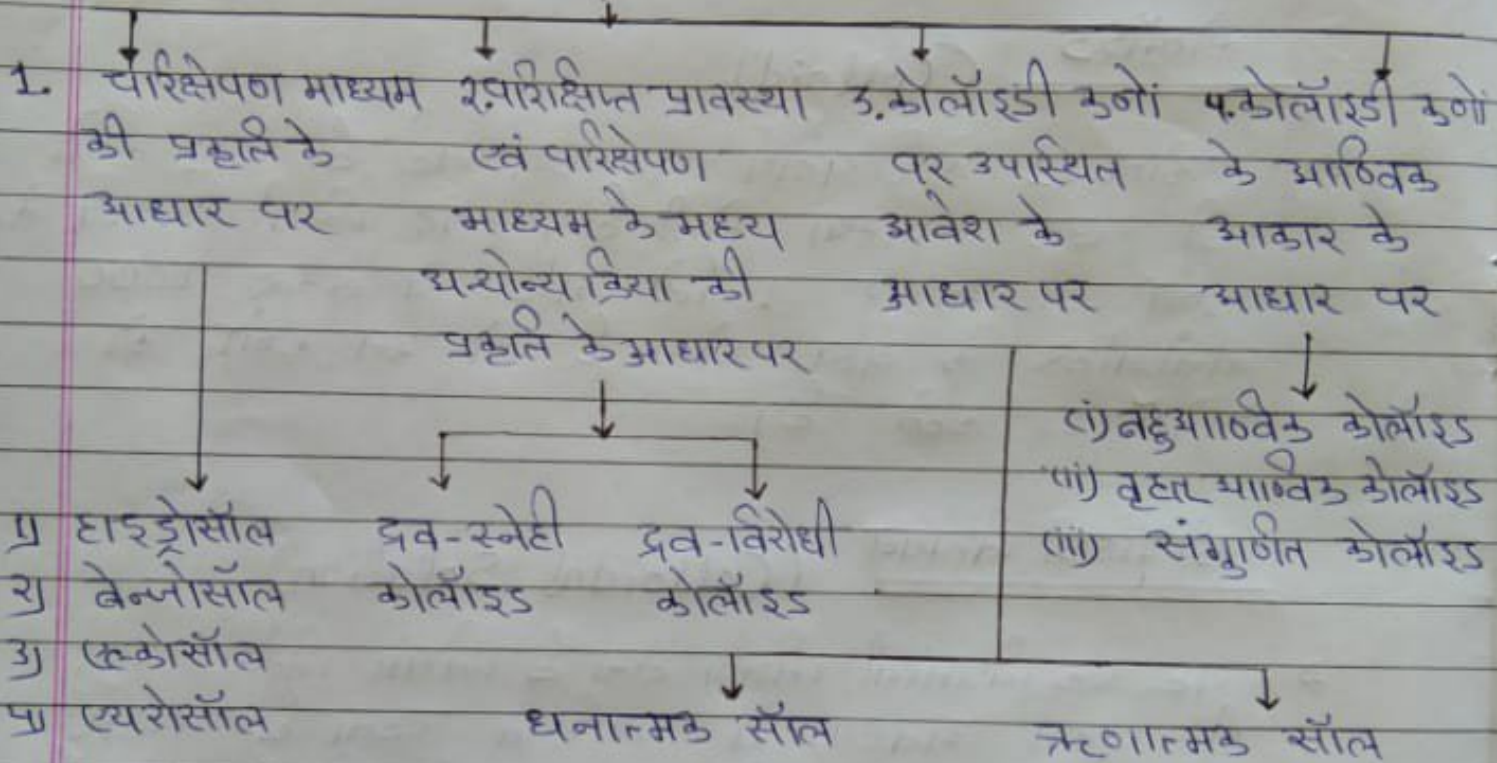 1. परिक्षेपण माध्यम
की प्रकृति के
आधार पर
२. परिक्षिप्त प्रावस्था
एवं परिक्षेपण
माध्यम के मध्य
अन्योन्य क्रिया की
प्रकृति के आधार पर
3. कोलॉइडी कणों
पर उपस्थित
आवेश के
आधार पर
4. कोलॉइडी कणों
के आण्विक
आकार के
आधार पर
(i) बहुआण्विक कोलॉइड
(ii) वृहत् आण्विक कोलॉइड
(iii) संगुणित कोलॉइड
1) हाइड्रोसॉल
२) बेन्जोसॉल
3) एल्कोसॉल
4) एयरोसॉल
द्रव-स्नेही
कोलॉइड
द्रव-विरोधी
कोलॉइड
धनात्मक सॉल
ऋणात्मक सॉल